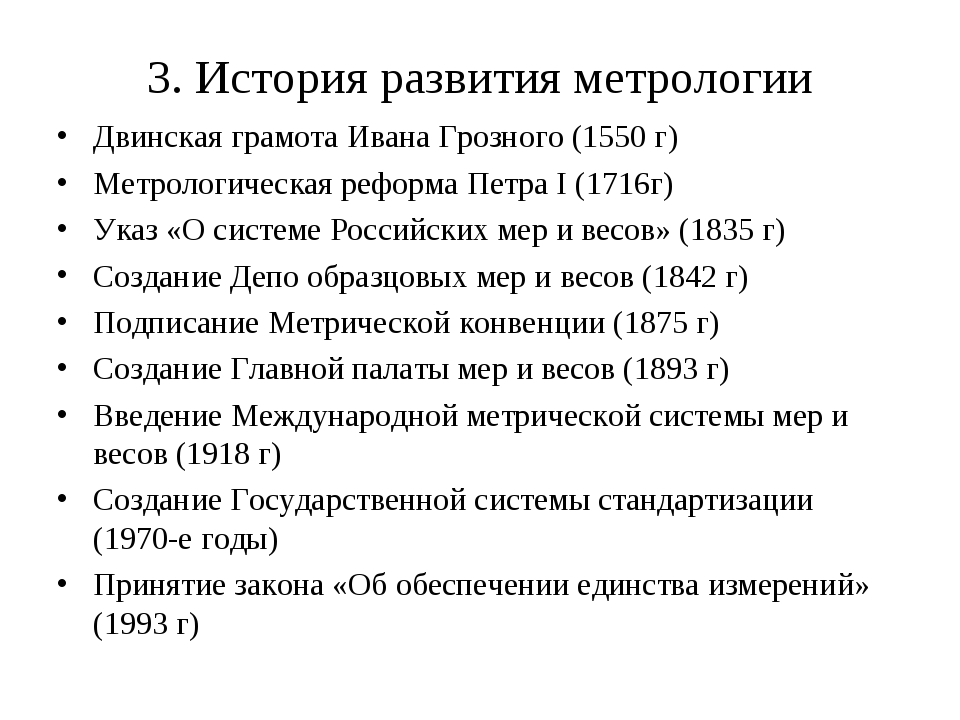 3. История развития метрологии
• Двинская грамота Ивана Грозного (1550 г)
• Метрологическая реформа Петра I (1716г)
• Указ «О системе Российских мер и весов» (1835 г)
• Создание Депо образцовых мер и весов (1842 г)
• Подписание Метрической конвенции (1875 г)
• Создание Главной палаты мер и весов (1893 г)
• Введение Международной метрической системы мер и
весов (1918 г)
• Создание Государственной системы стандартизации
(1970-е годы)
• Принятие закона «Об обеспечении единства измерений»
(1993 г)